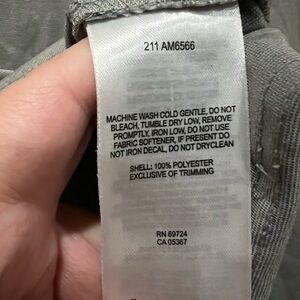 211 AM6566
MACHINE WASH COLD GENTLE, DO NOT
BLEACH, TUMBLE DRY LOW, REMOVE
PROMPTLY, IRON LOW, DO NOT USE
FABRIC SOFTENER, IF PRESENT DO
NOT IRON DECAL, DO NOT DRYCLEAN
SHELL: 100% POLYESTER
EXCLUSIVE OF TRIMMING
RN 69724
CA 05367